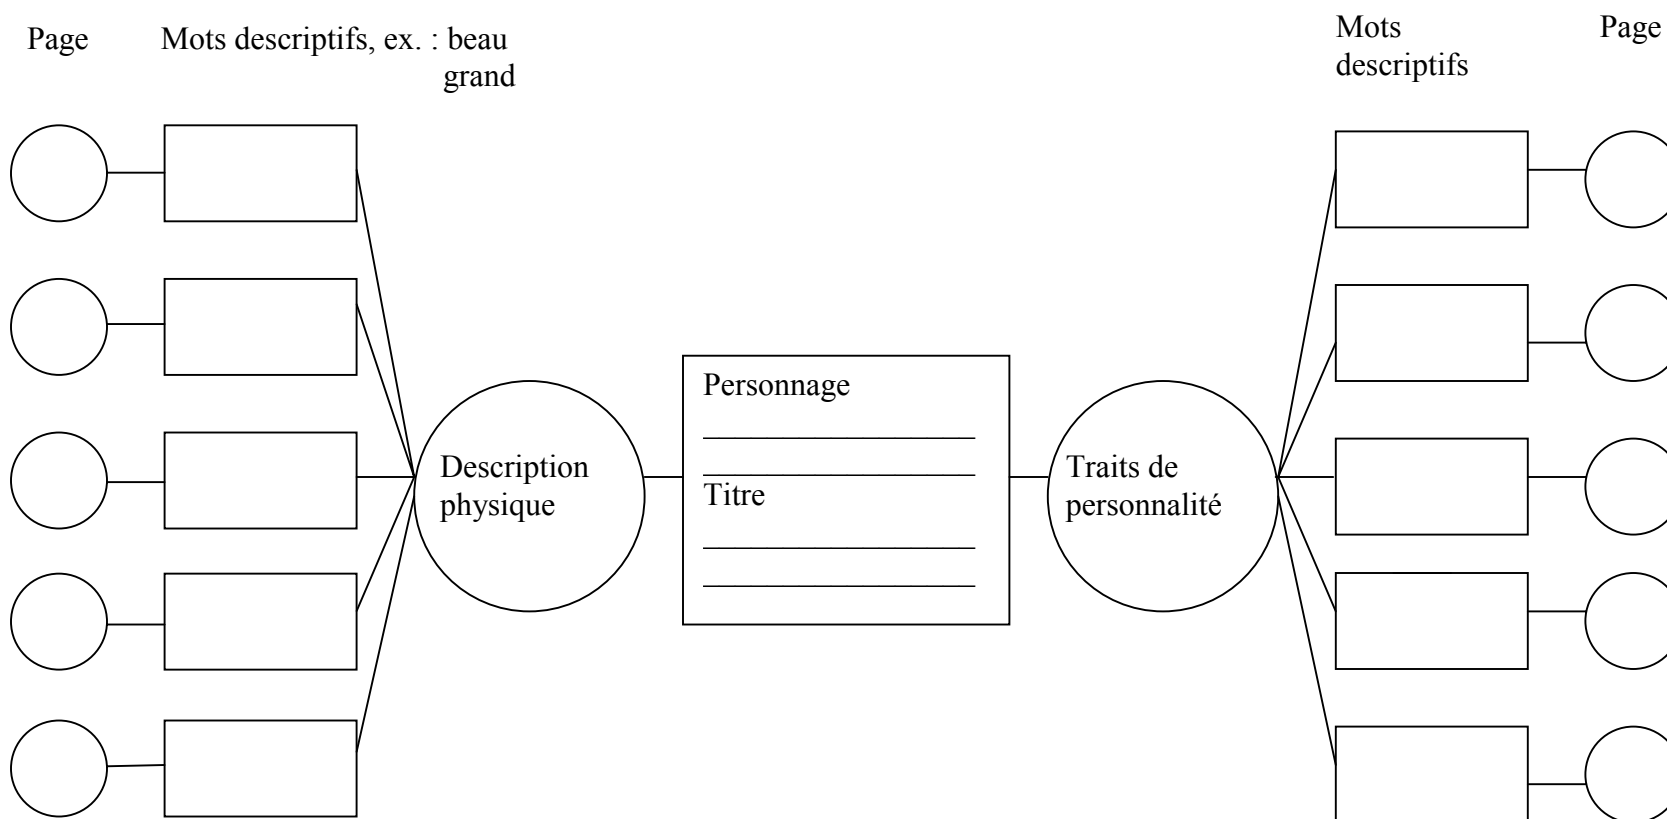 Page
Mots descriptifs, ex. : beau
grand
Mots
descriptifs
Page
Description
physique
Personnage
Titre
Traits de
personnalité